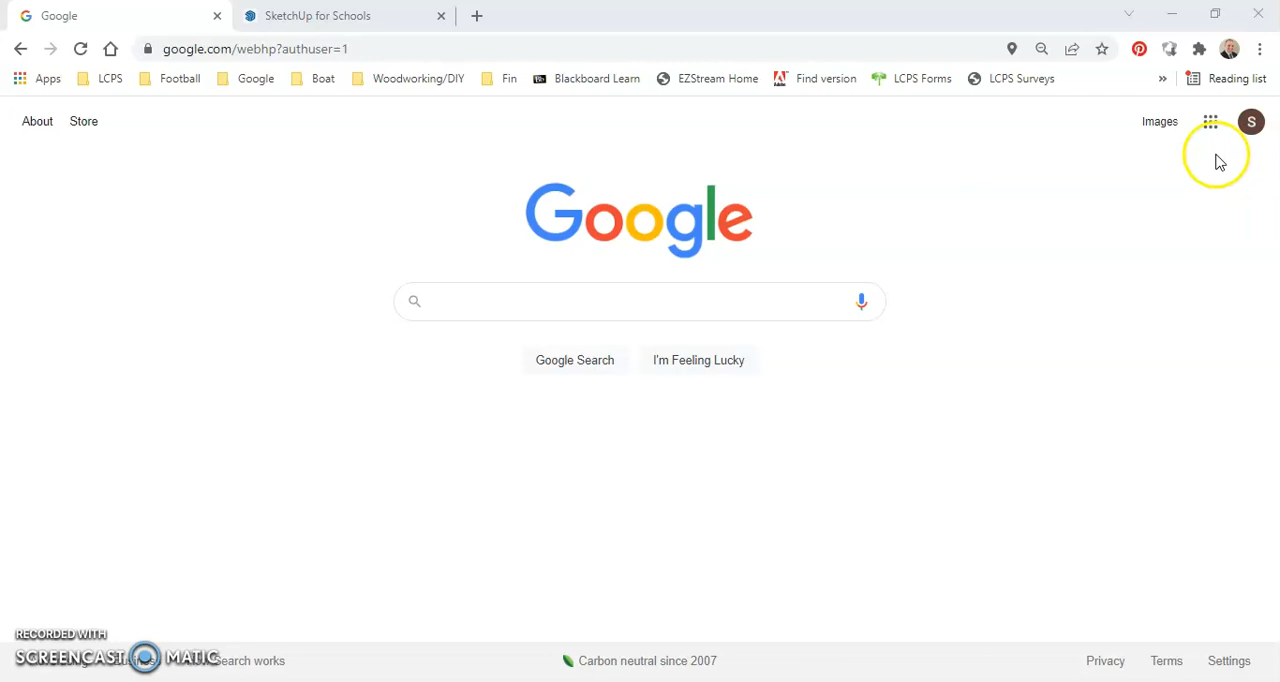 Google
SketchUp for Schools
google.com/webhp?authuser=1
Apps LCPS Football Google Boat Woodworking/DIY Fin Blackboard Learn EZStream Home Find version LCPS Forms LCPS Surveys » Reading list
About Store Images S
Google
Google Search I'm Feeling Lucky
RECORDED WITH
SCREENCAST MATIC
Search works Carbon neutral since 2007 Privacy Terms Settings